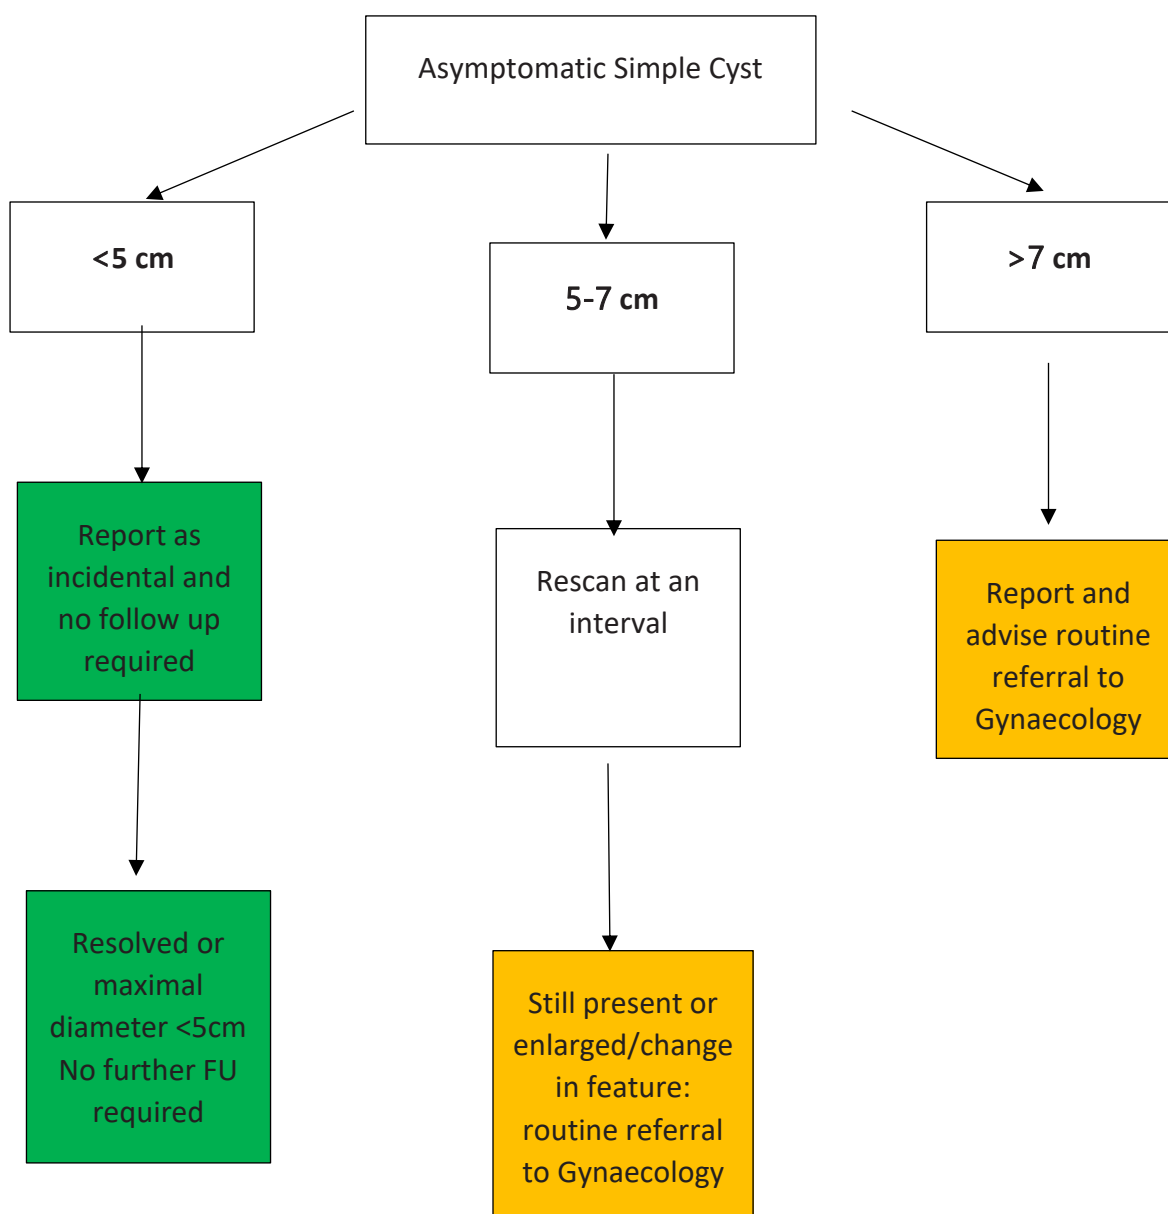 Asymptomatic Simple Cyst
<5 cm
5-7 cm
>7 cm
Report as
incidental and
no follow up
required
Rescan at an
interval
Report and
advise routine
referral to
Gynaecology
Resolved or
maximal
diameter <5cm
No further FU
required
Still present or
enlarged/change
in feature:
routine referral
to Gynaecology